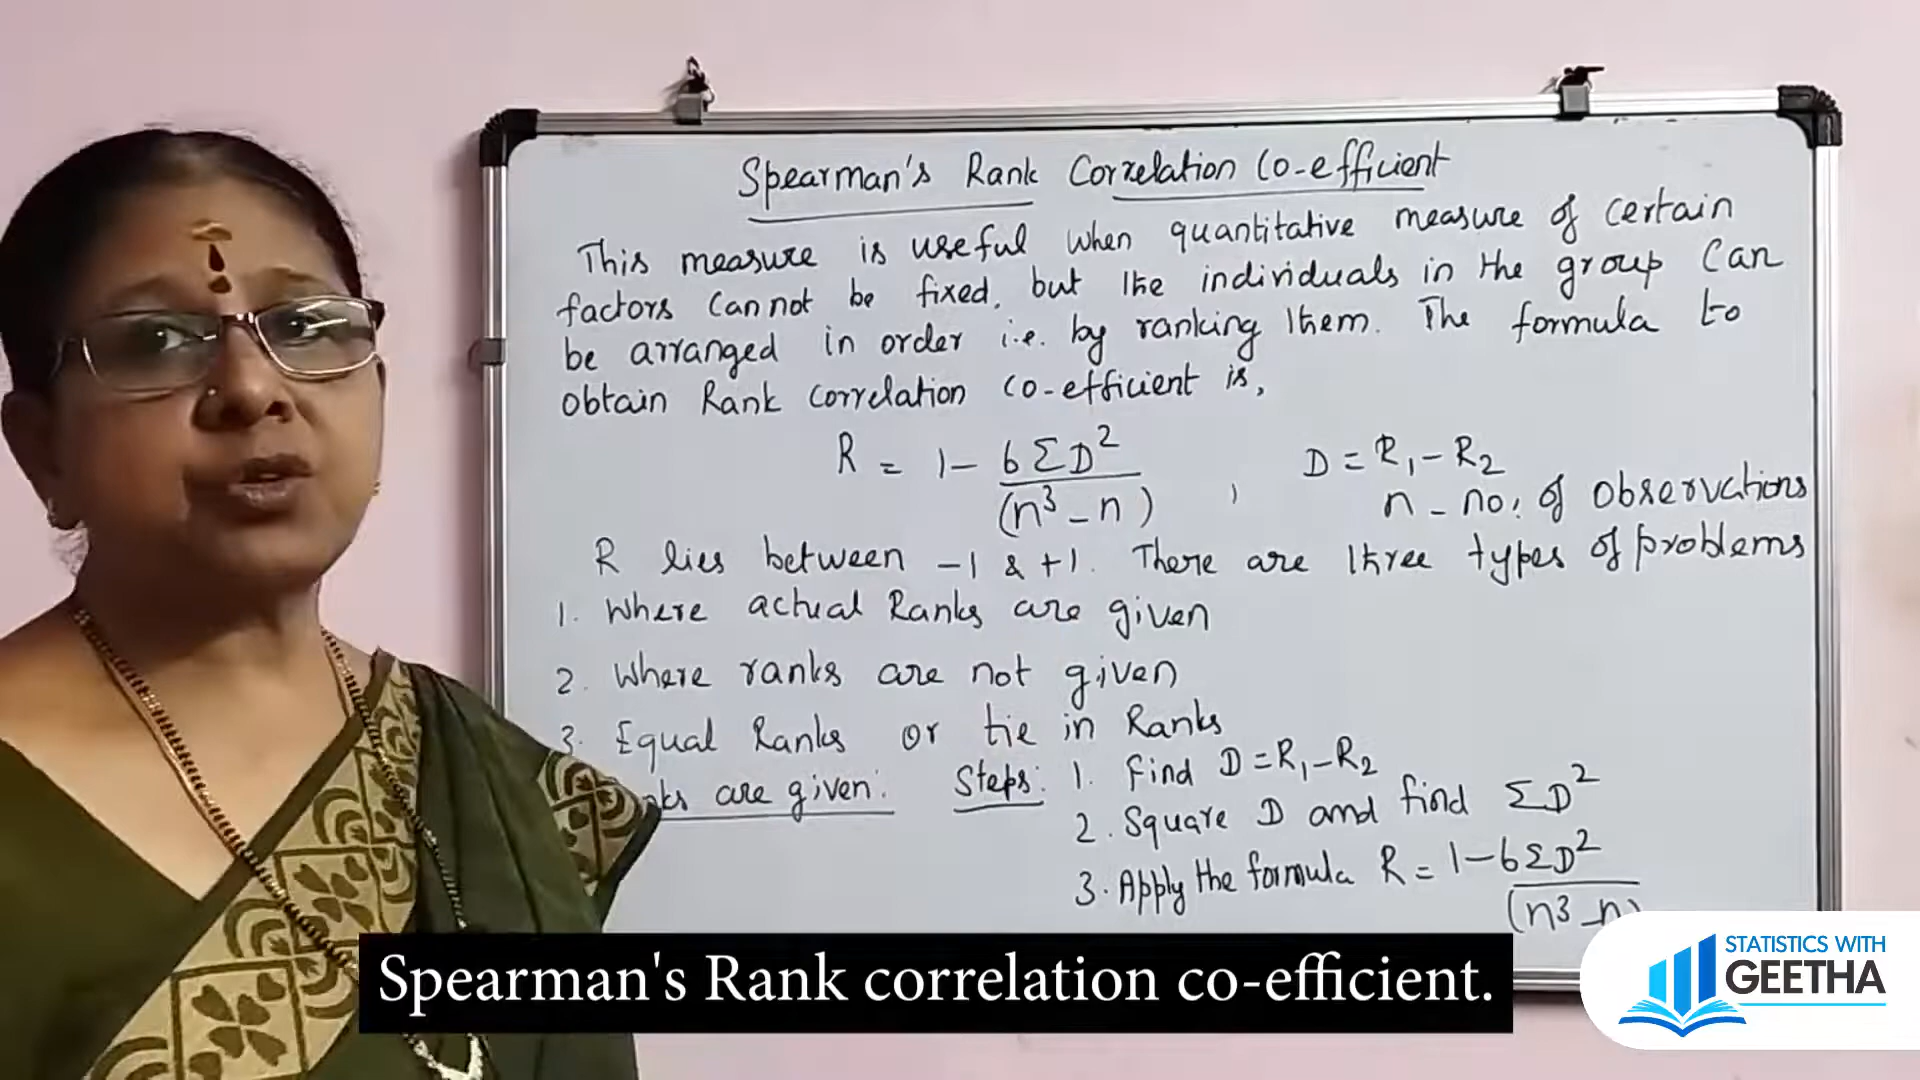 Spearman's Rank Correlation Co-efficient
This measure is useful when quantitative measure of certain
factors cannot be fixed, but the individuals in the group can
be arranged in order i.e. by ranking them. The formula to
obtain Rank correlation co-efficient is,
R = 1 - 6ΣD²/(n³-n) , D = R₁-R₂
n - no: of observations
R lies between -1 & +1. There are three types of problems
1. Where actual Ranks are given
2. Where ranks are not given
3. Equal Ranks or tie in Ranks
are given: Steps: 1. Find D=R₁-R₂
2. Square D and find ΣD²
3. Apply the formula R = 1-6ΣD²/(n³-n)
Spearman's Rank correlation co-efficient.
STATISTICS WITH
GEETHA